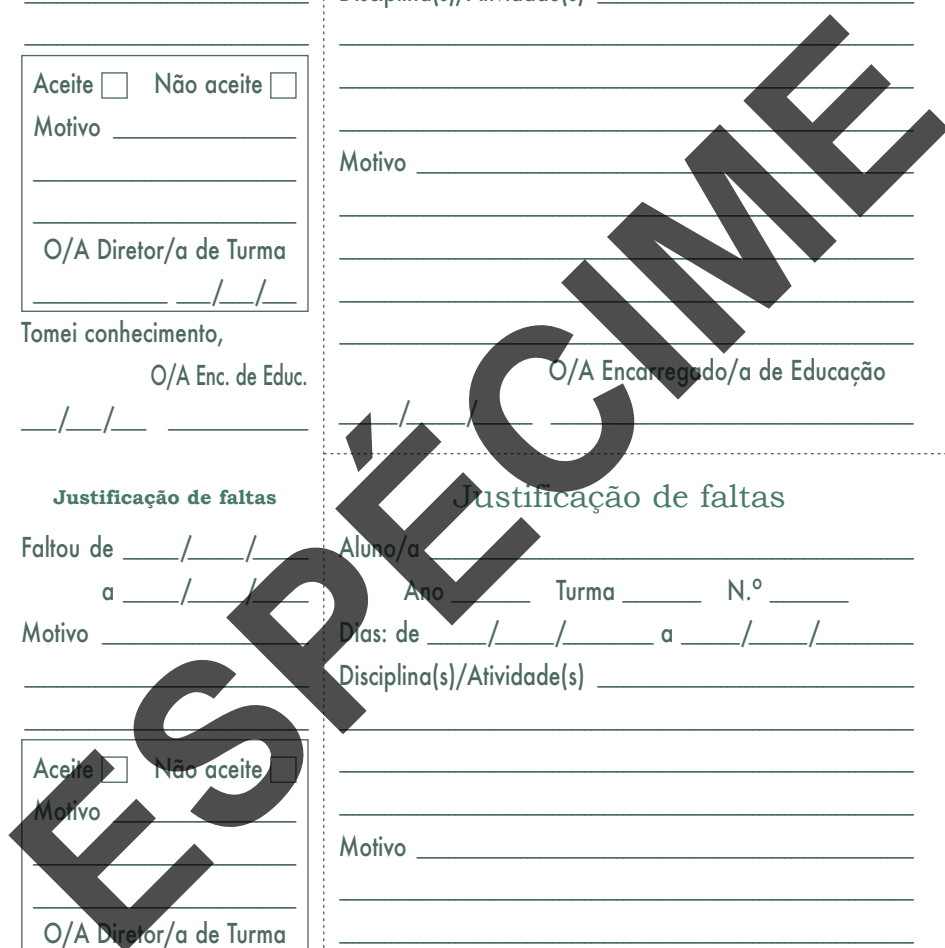 Aceite Não aceite
Motivo
O/A Diretor/a de Turma
/ /
Tomei conhecimento,
O/A Enc. de Educ.
/ /
Disciplina(s)/Atividade(s)
Motivo
O/A Encarregado/a de Educação
/ /
Justificação de faltas
Faltou de / /
a / /
Motivo
Aceite Não aceite
Motivo
O/A Diretor/a de Turma
Justificação de faltas
Aluno/a
Ano Turma N.º
Dias: de / / a / /
Disciplina(s)/Atividade(s)
Motivo
ESPÉCIME